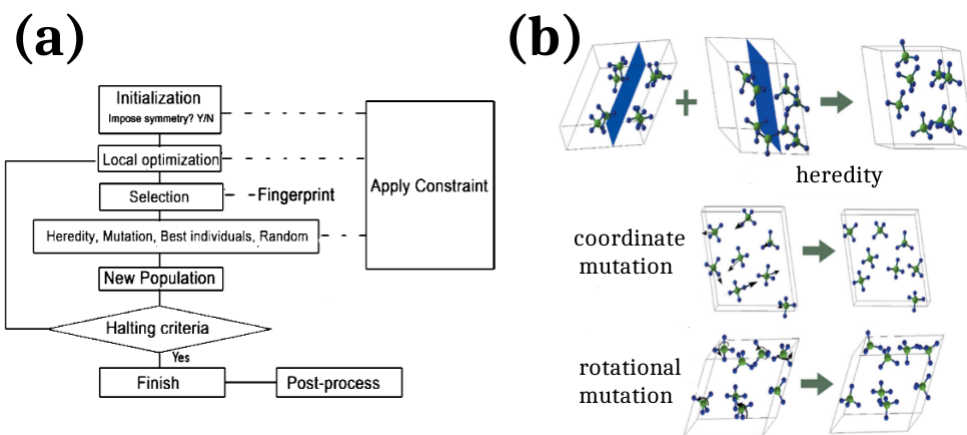 (a)
Initialization
Impose symmetry? Y/N
Local optimization
Selection
Fingerprint
Apply Constraint
Heredity, Mutation, Best individuals, Random
New Population
Halting criteria
Yes
Finish
Post-process
(b)
heredity
coordinate
mutation
rotational
mutation